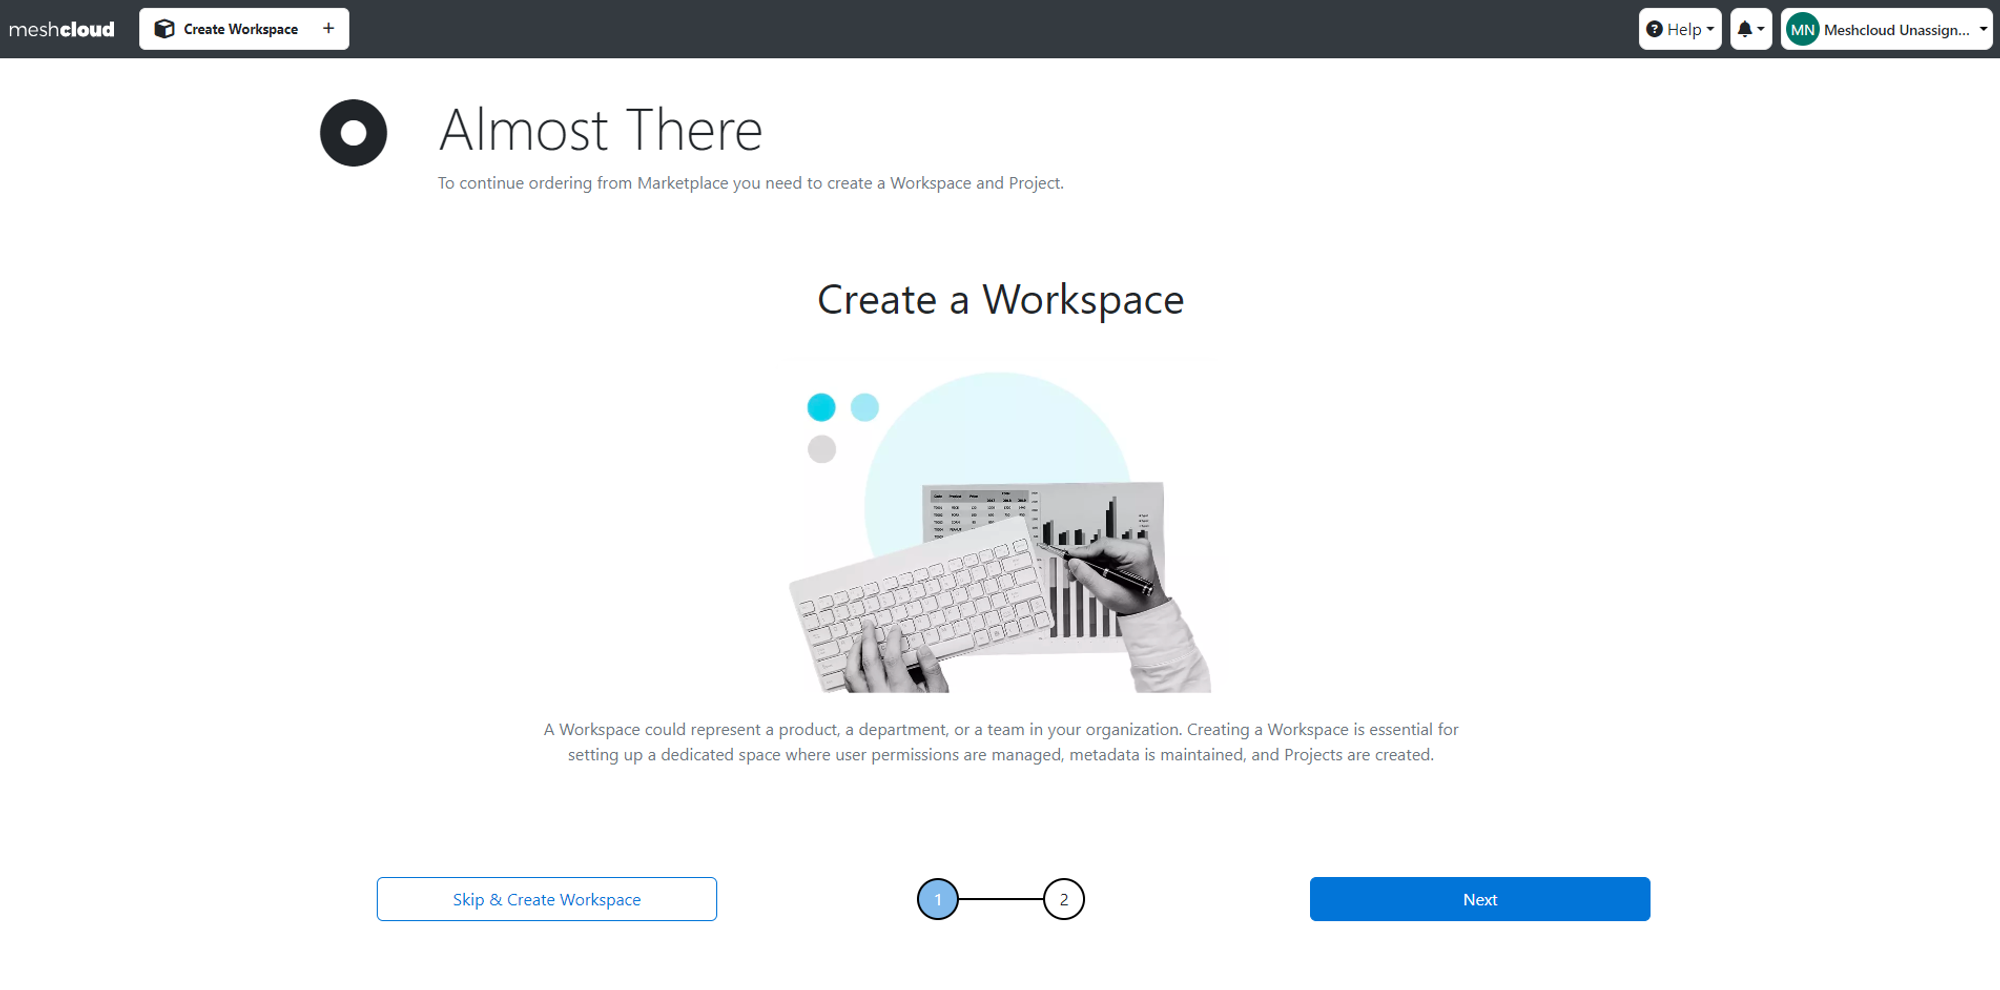 meshcloud
Create Workspace +
Help
MN Meshcloud Unassign...
Almost There
To continue ordering from Marketplace you need to create a Workspace and Project.
Create a Workspace
A Workspace could represent a product, a department, or a team in your organization. Creating a Workspace is essential for
setting up a dedicated space where user permissions are managed, metadata is maintained, and Projects are created.
Skip & Create Workspace
1
2
Next